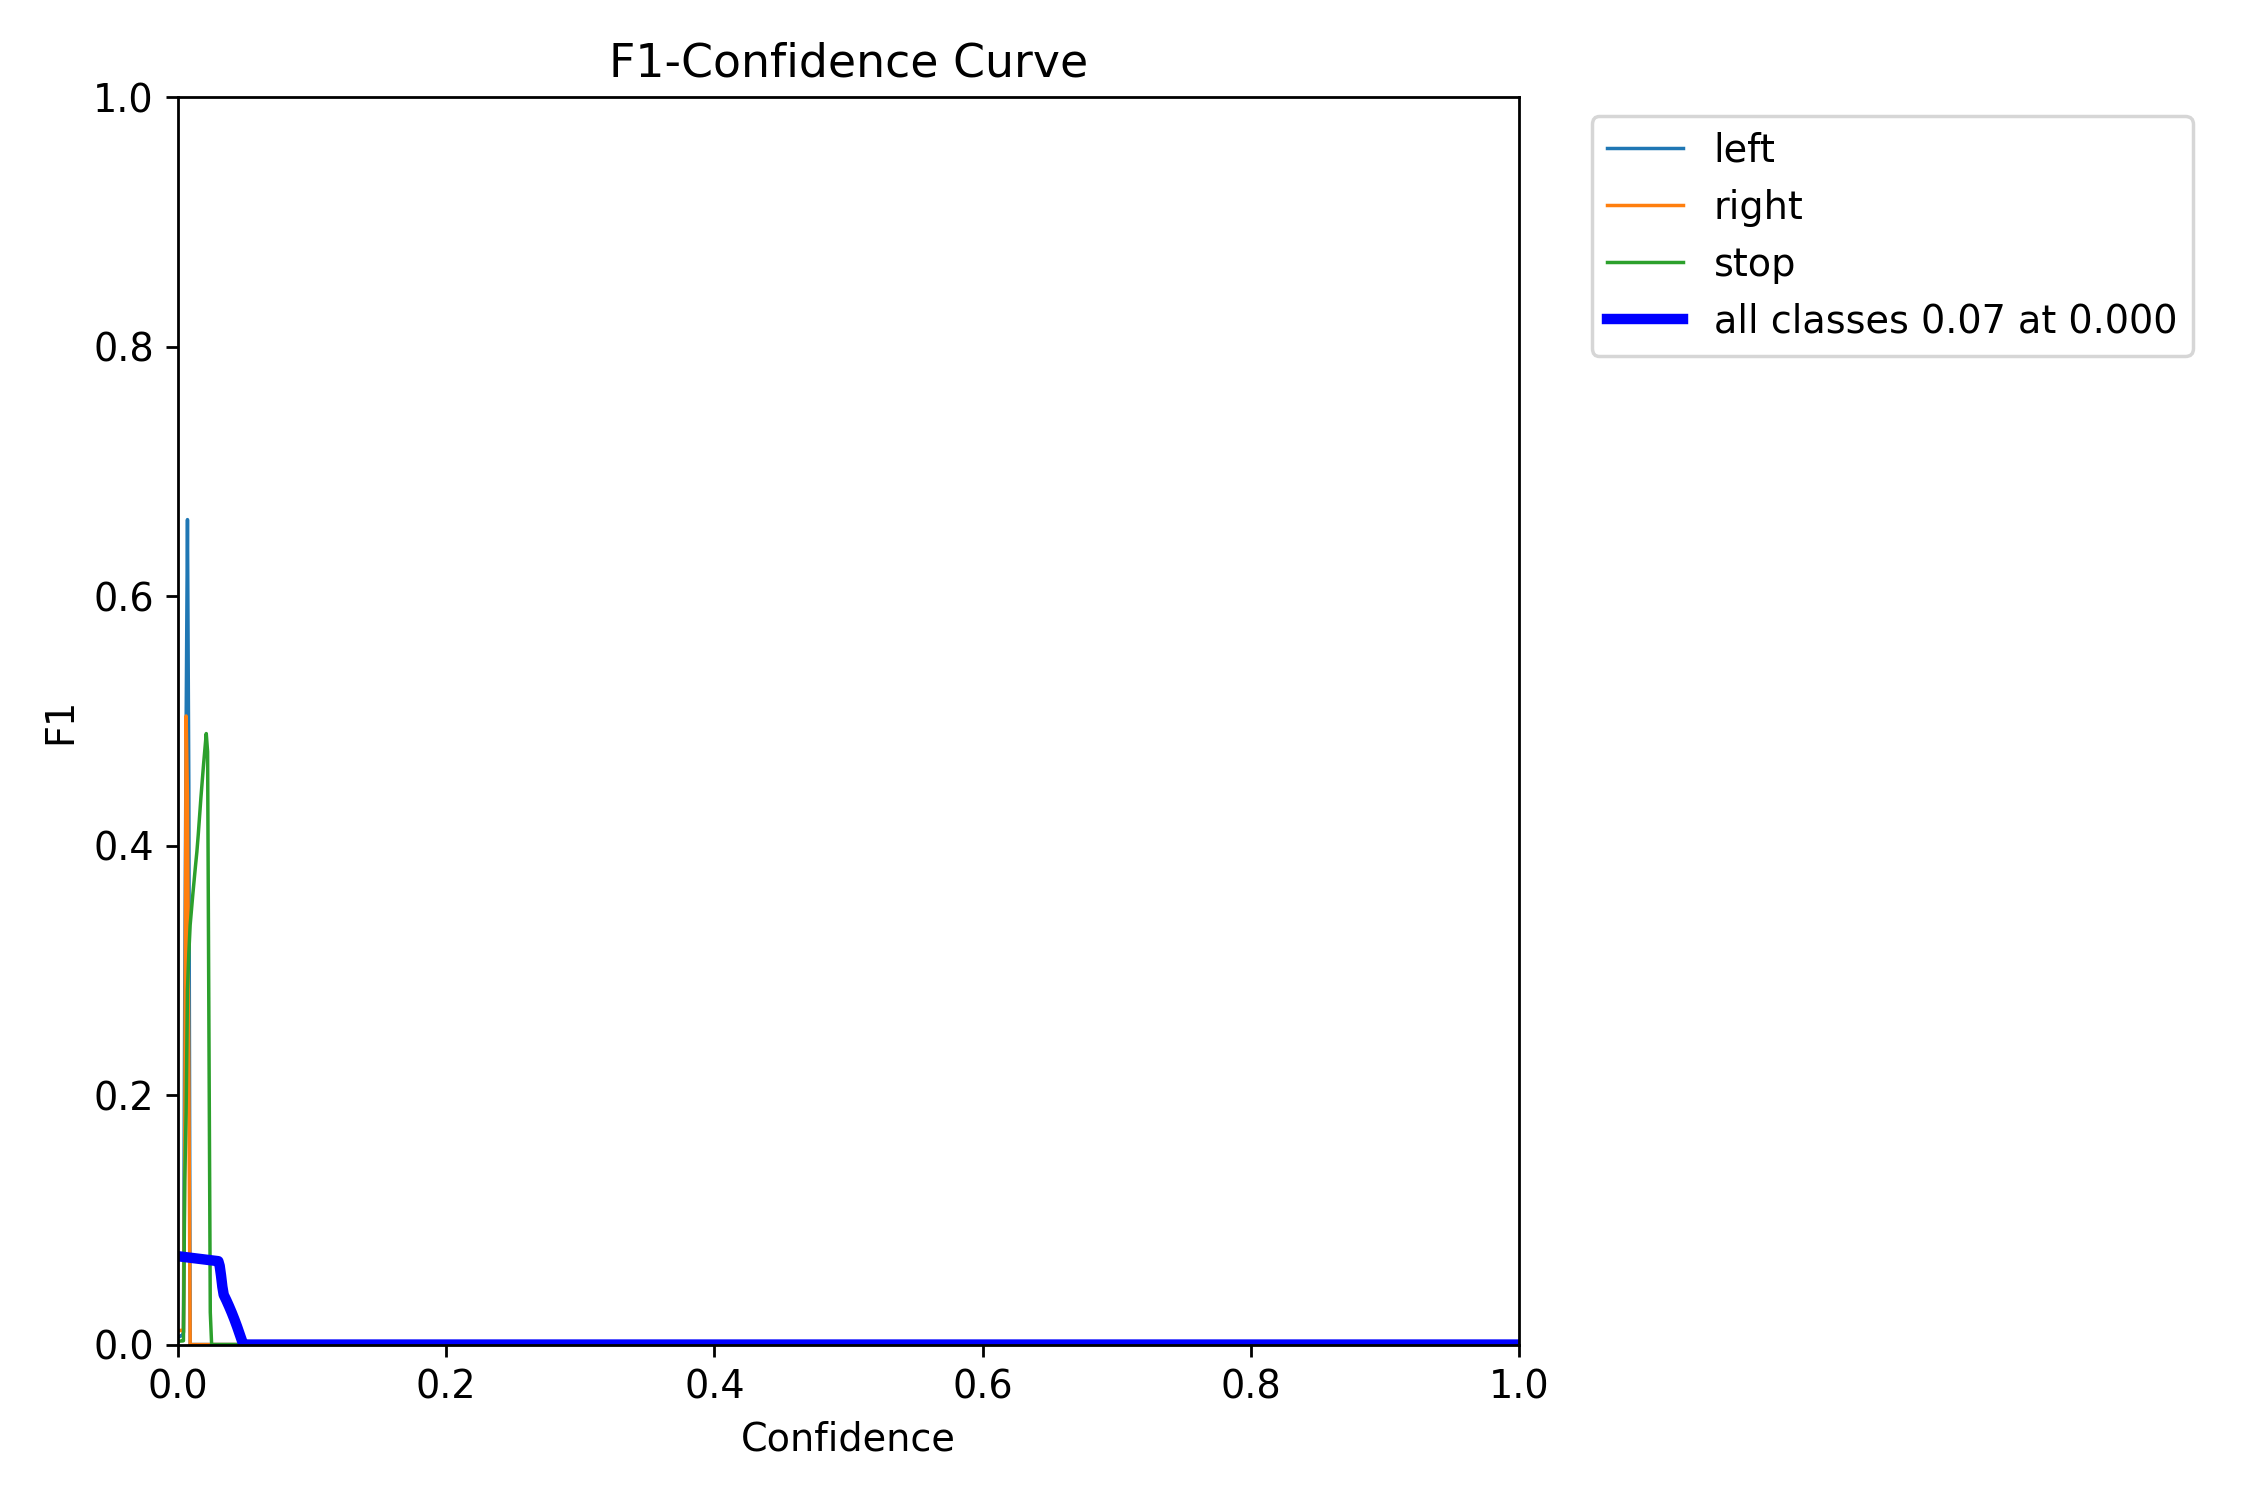 F1-Confidence Curve
1.0
0.8
0.6
0.4
0.2
0.0
F1
0.0 0.2 0.4 0.6 0.8 1.0
Confidence
left
right
stop
all classes 0.07 at 0.000